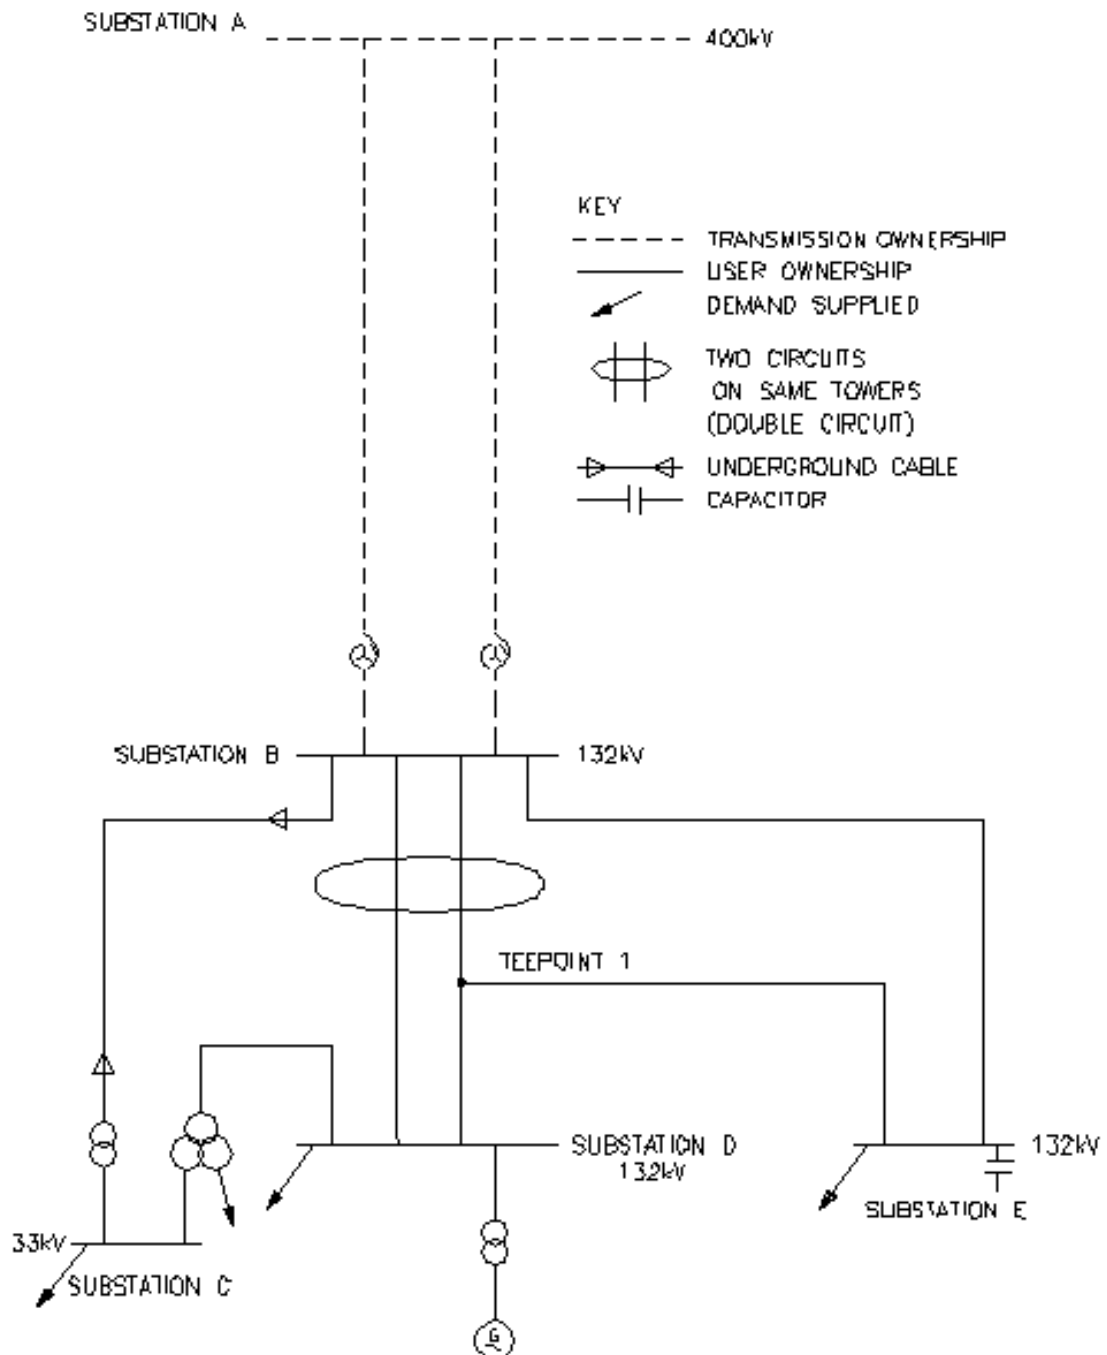 SUBSTATION A
400kV
KEY
TRANSMISSION OWNERSHIP
USER OWNERSHIP
DEMAND SUPPLIED
TWO CIRCUITS
ON SAME TOWERS
(DOUBLE CIRCUIT)
UNDERGROUND CABLE
CAPACITOR
SUBSTATION B
132kV
TEEPOINT 1
SUBSTATION D
132kV
132kV
SUBSTATION E
33kV
SUBSTATION C
G